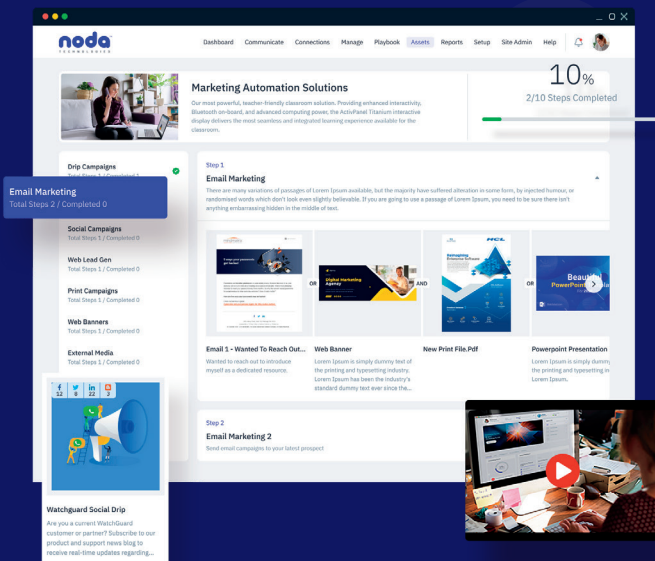 noda
TECHNOLOGIES
Dashboard Communicate Connections Manage Playbook Assets Reports Setup Site Admin Help
Marketing Automation Solutions
Our most powerful, teacher-friendly classroom solution. Providing enhanced interactivity,
Bluetooth on-board, and advanced computing power, the ActivPanel Titanium interactive
display delivers the most seamless and integrated learning experience available for the
classroom.
10%
2/10 Steps Completed
Drip Campaigns
Total Steps 1 / Completed 1
Email Marketing
Total Steps 2 / Completed 0
Social Campaigns
Total Steps 1 / Completed 0
Web Lead Gen
Total Steps 1 / Completed 0
Print Campaigns
Total Steps 1 / Completed 0
Web Banners
Total Steps 1 / Completed 0
External Media
Total Steps 1 / Completed 0
Step 1
Email Marketing
There are many variations of passages of Lorem Ipsum available, but the majority have suffered alteration in some form, by injected humour, or
randomised words which don't look even slightly believable. If you are going to use a passage of Lorem Ipsum, you need to be sure there isn't
anything embarrassing hidden in the middle of text.
OR
Digital Marketing
Agency
AND
HCL
Reimagining
Enterprise Software
OR
Beautiful
PowerPoint
Email 1 - Wanted To Reach Out...
Wanted to reach out to introduce
myself as a dedicated resource.
Web Banner
Lorem Ipsum is simply dummy text of
the printing and typesetting industry.
Lorem Ipsum has been the industry's
standard dummy text ever since the...
New Print File.Pdf
Powerpoint Presentation
Lorem Ipsum is simply dummy
the printing and typesetting in
Lorem Ipsum.
Step 2
Email Marketing 2
Send email campaigns to your latest prospect
12 8 22 3
Watchguard Social Drip
Are you a current WatchGuard
customer or partner? Subscribe to our
product and support news blog to
receive real-time updates regarding...